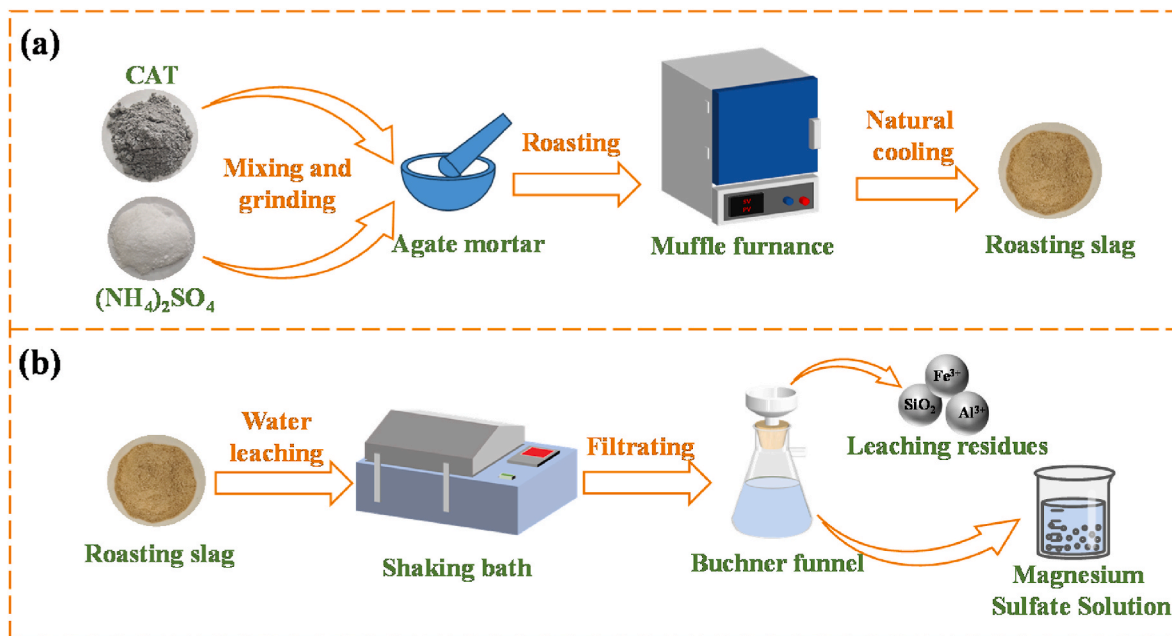 (a)
CAT
Mixing and
grinding
(NH₄)₂SO₄
Agate mortar
Roasting
Muffle furnance
Natural
cooling
Roasting slag
(b)
Roasting slag
Water
leaching
Shaking bath
Filtrating
Buchner funnel
Fe³⁺
SiO₂
Al³⁺
Leaching residues
Magnesium
Sulfate Solution